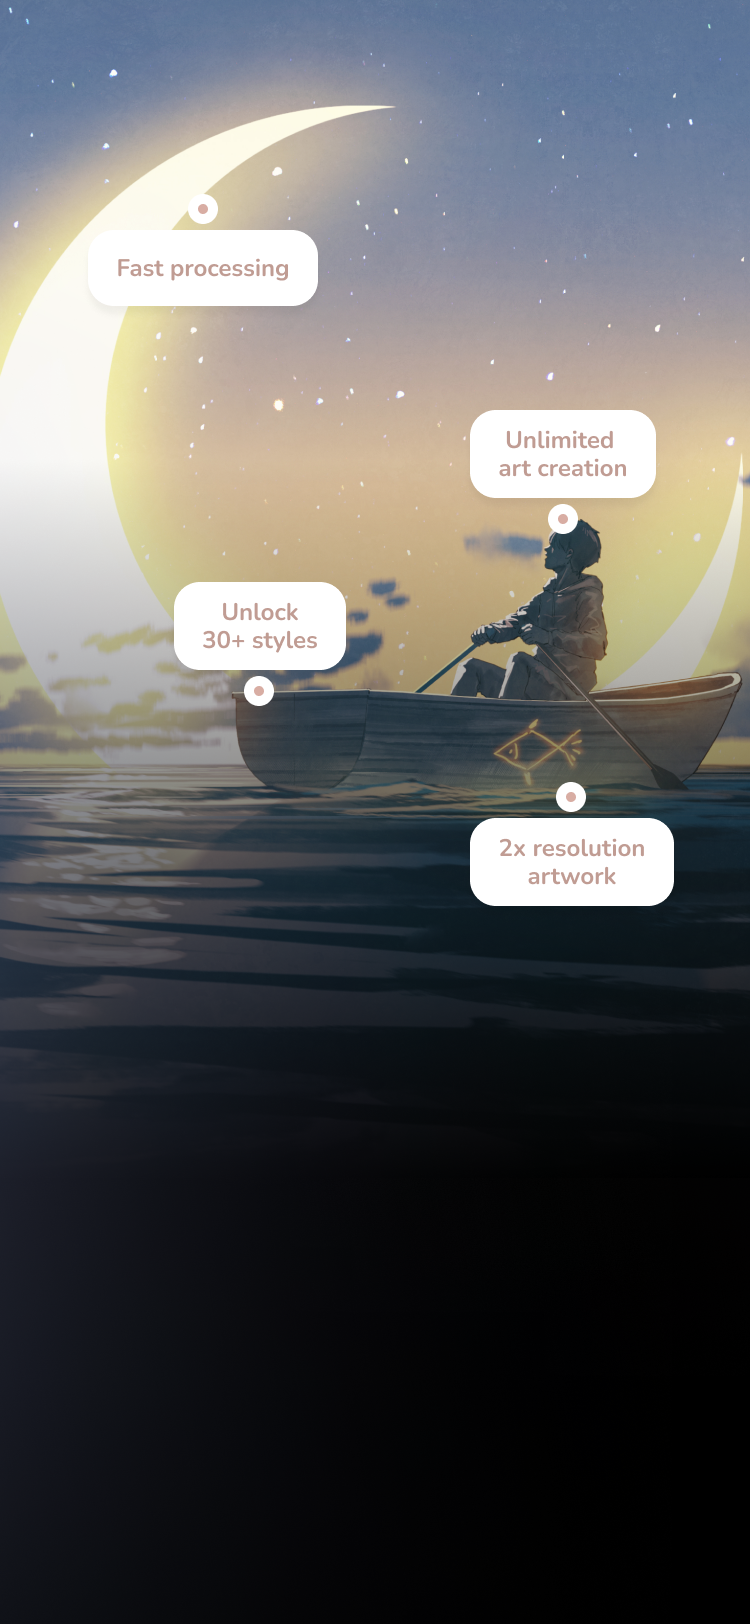 Fast processing
Unlimited
art creation
Unlock
30+ styles
2x resolution
artwork